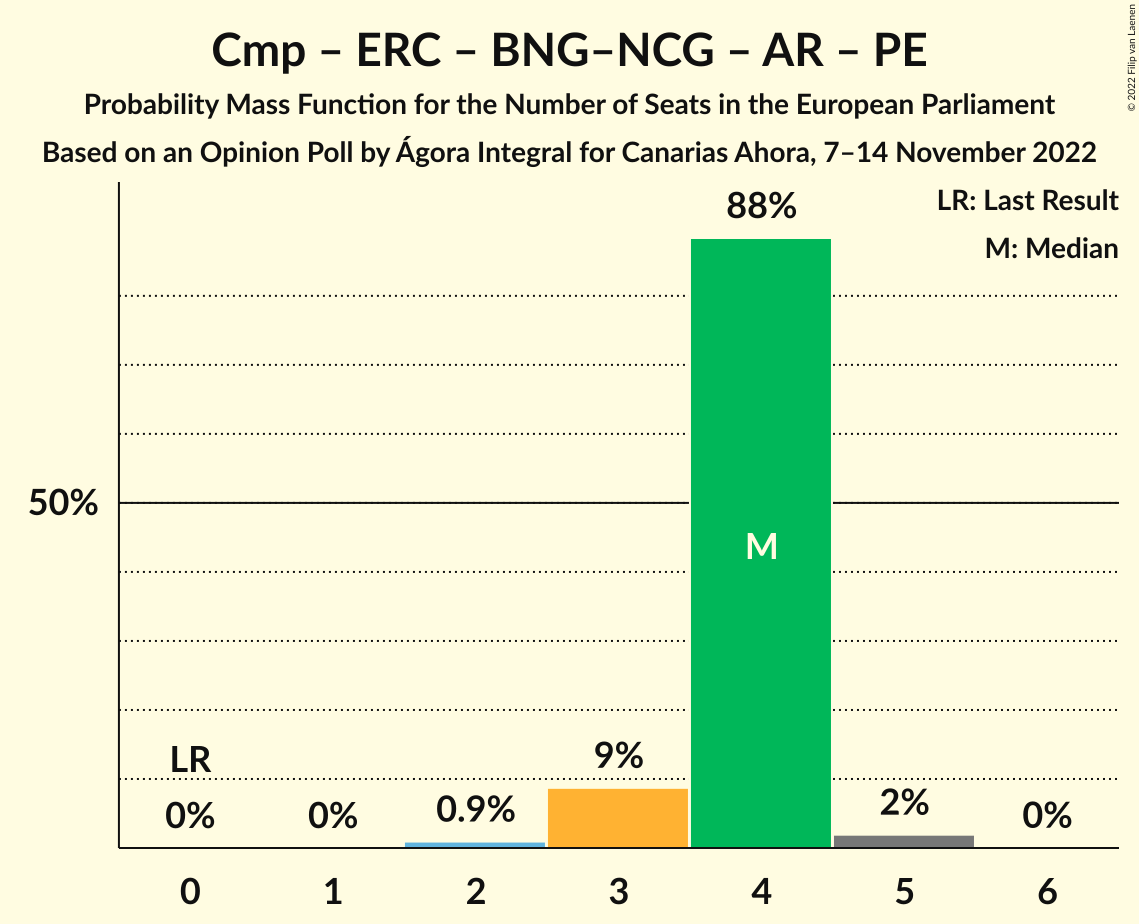 Cmp – ERC – BNG–NCG – AR – PE
Probability Mass Function for the Number of Seats in the European Parliament
Based on an Opinion Poll by Ágora Integral for Canarias Ahora, 7–14 November 2022
© 2022 Filip van Laenen
LR: Last Result
M: Median
88%
50%
M
LR
0%
0%
0.9%
9%
2%
0%
0
1
2
3
4
5
6